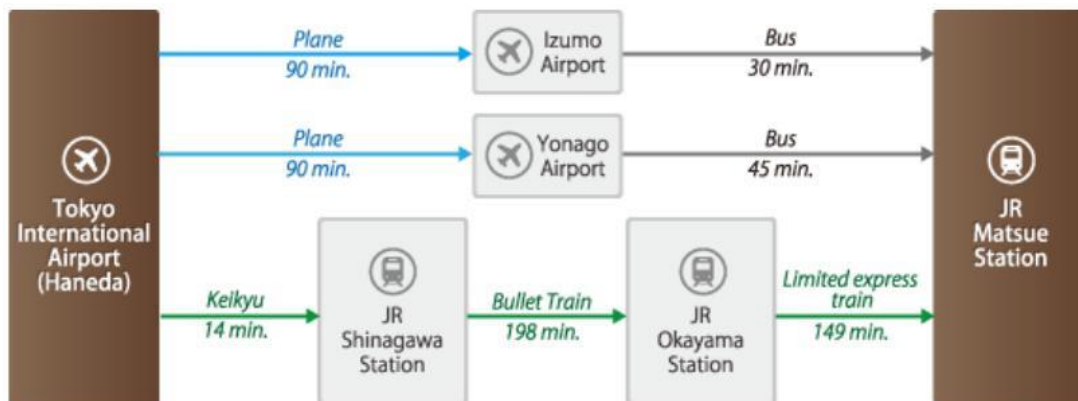 Plane
90 min.
Izumo
Airport
Bus
30 min.
Plane
90 min.
Yonago
Airport
Bus
45 min.
Tokyo
International
Airport
(Haneda)
Keikyu
14 min.
JR
Shinagawa
Station
Bullet Train
198 min.
JR
Okayama
Station
Limited express
train
149 min.
JR
Matsue
Station